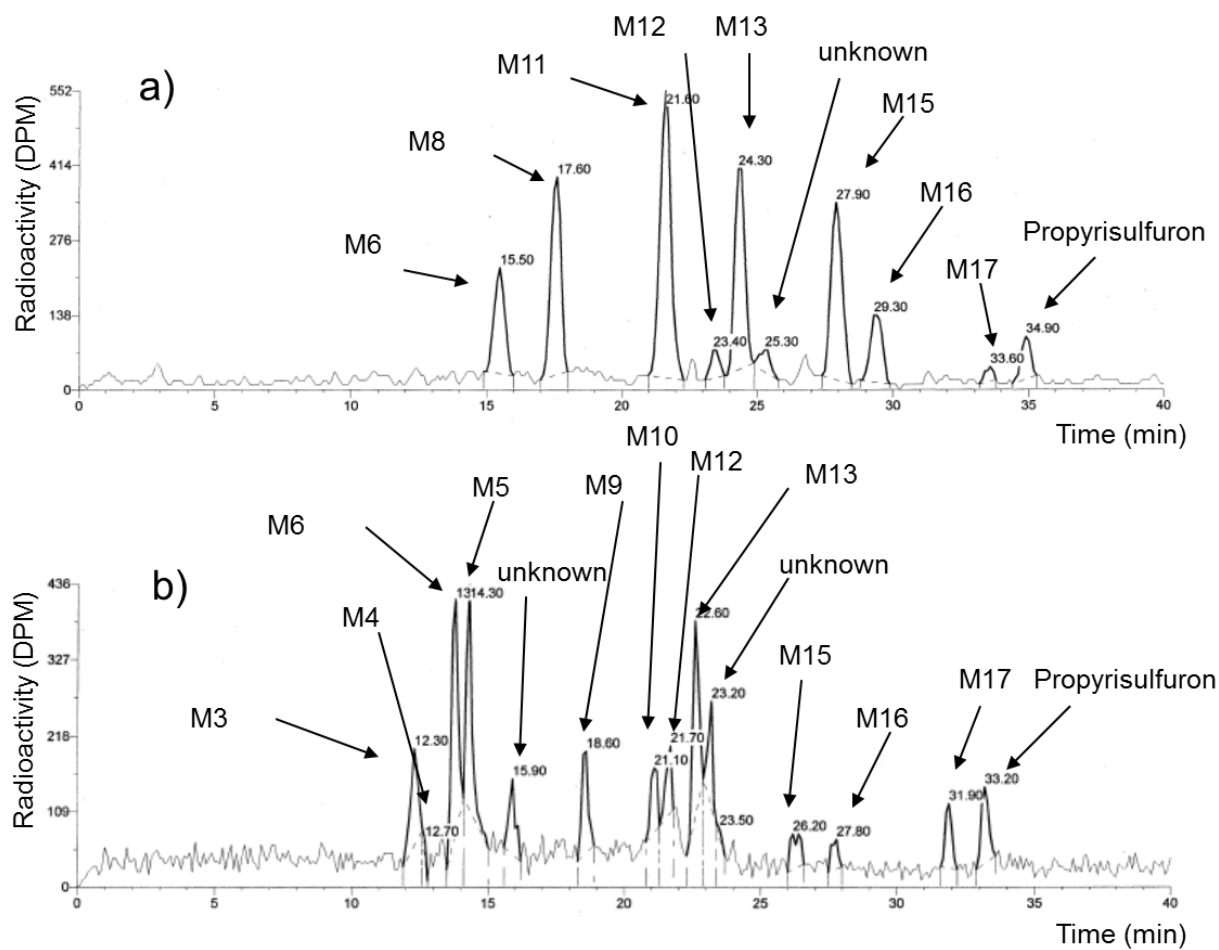 M12
M13
unknown
M11
a)
M15
M8
M16
M6
Propyrisulfuron
M17
Radioactivity (DPM)
552
414
276
138
0
15.50
17.60
21.60
23.40
24.30
25.30
27.90
29.30
33.60
34.90
0
5
10
15
20
25
30
35
40
Time (min)
M10
M12
M5
M9
M13
M6
unknown
unknown
b)
M4
M15
M17
Propyrisulfuron
M3
M16
Radioactivity (DPM)
436
327
218
109
0
12.30
12.70
1314.30
15.90
18.60
21.10
21.70
22.60
23.20
23.50
26.20
27.80
31.90
33.20
0
5
10
15
20
25
30
35
40
Time (min)